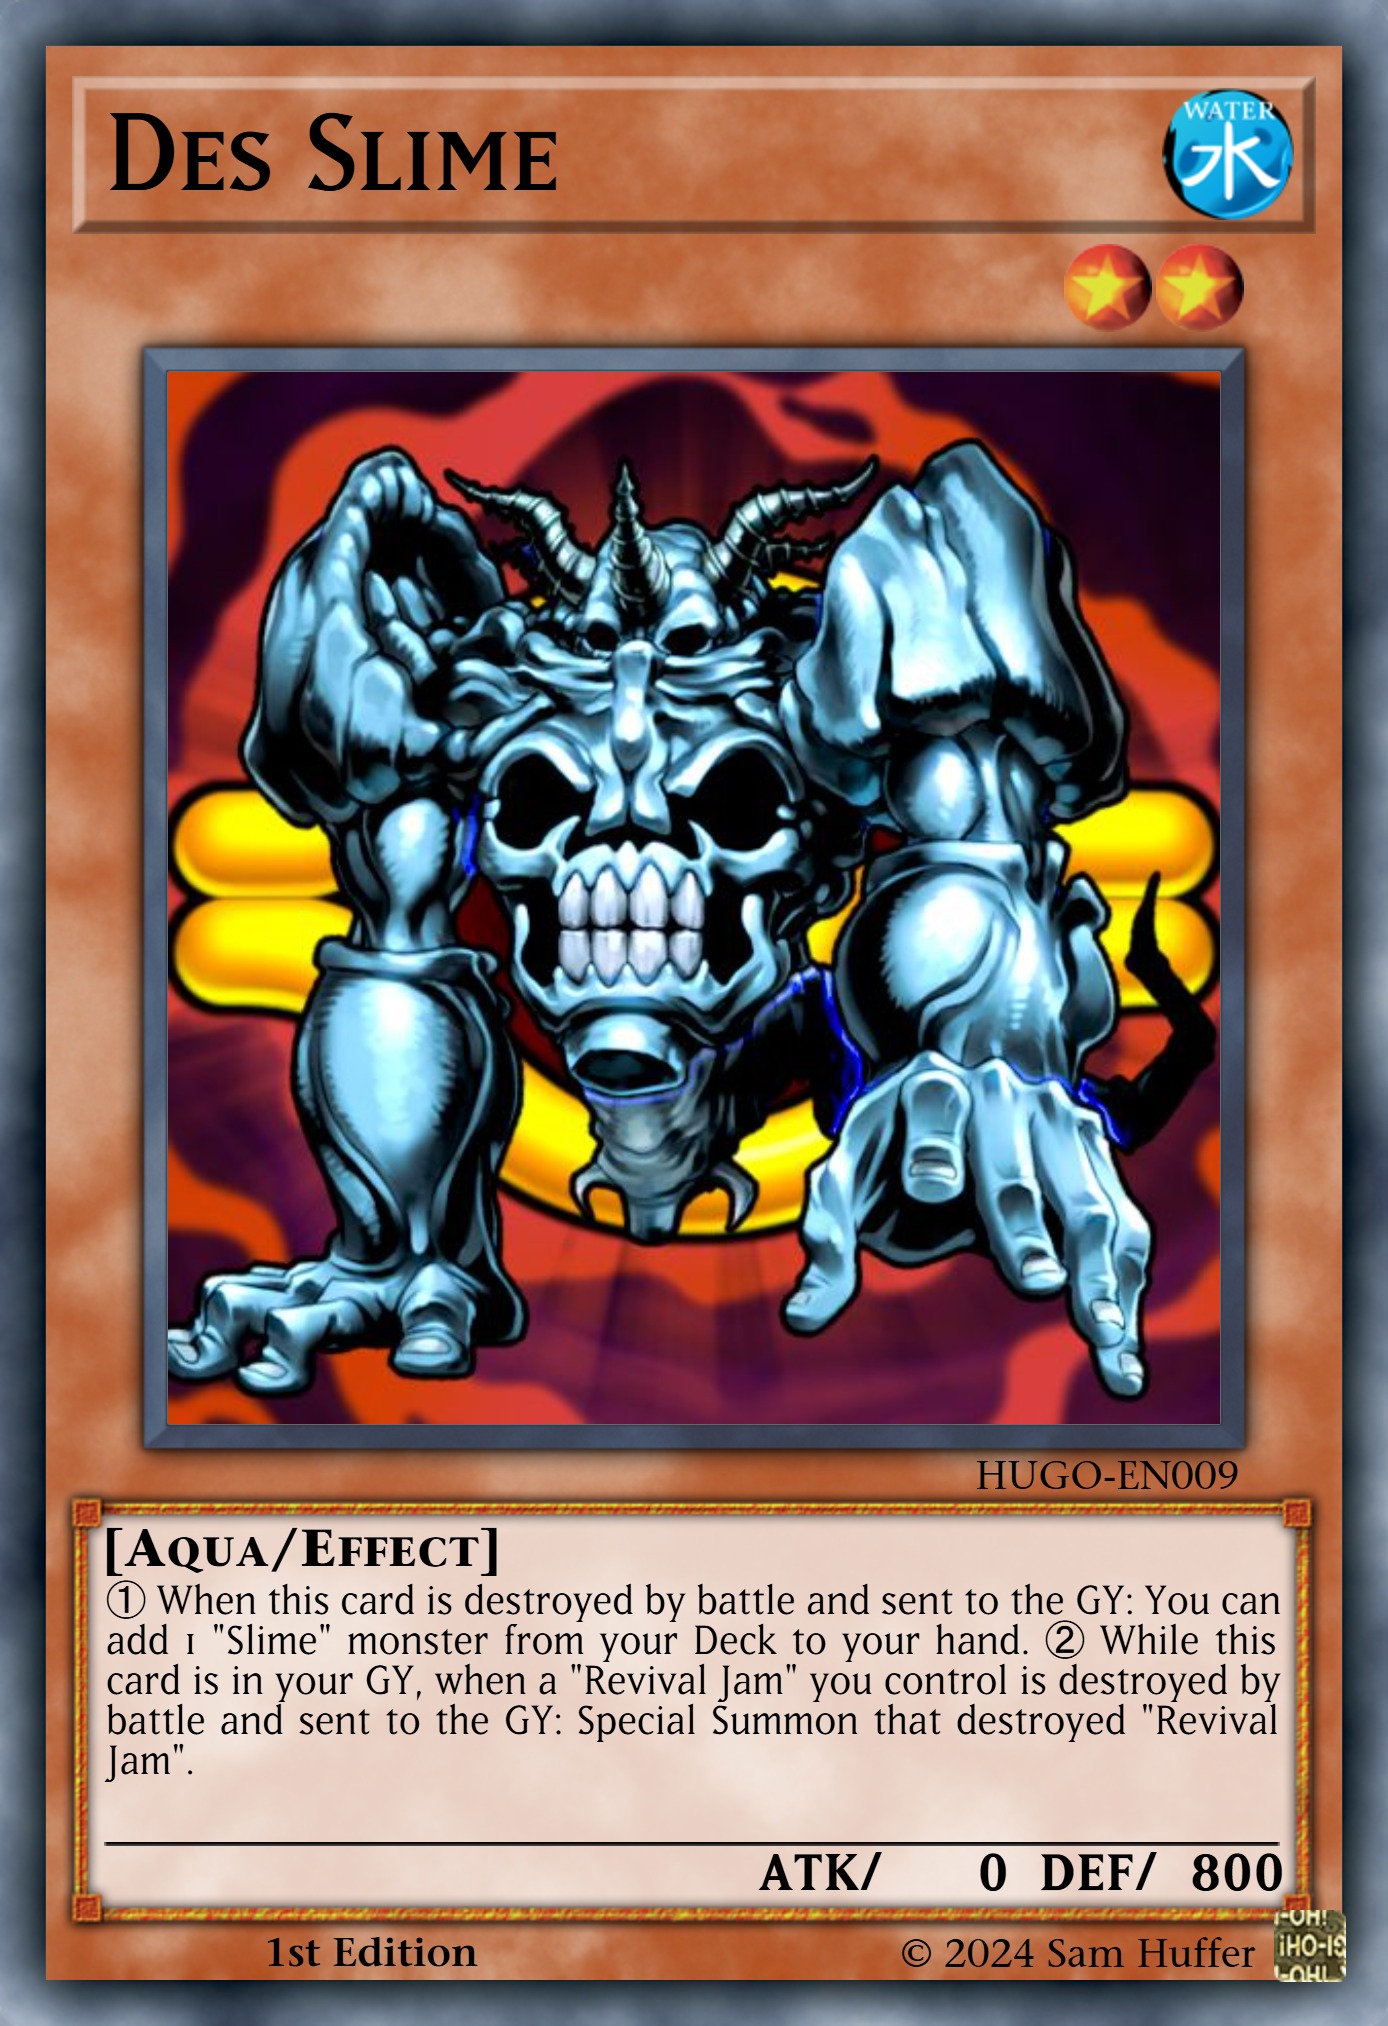 Des Slime
WATER
水
HUGO-EN009
[Aqua/Effect]
① When this card is destroyed by battle and sent to the GY: You can
add 1 "Slime" monster from your Deck to your hand. ② While this
card is in your GY, when a "Revival Jam" you control is destroyed by
battle and sent to the GY: Special Summon that destroyed "Revival
Jam".
ATK/ 0 DEF/ 800
1st Edition
© 2024 Sam Huffer